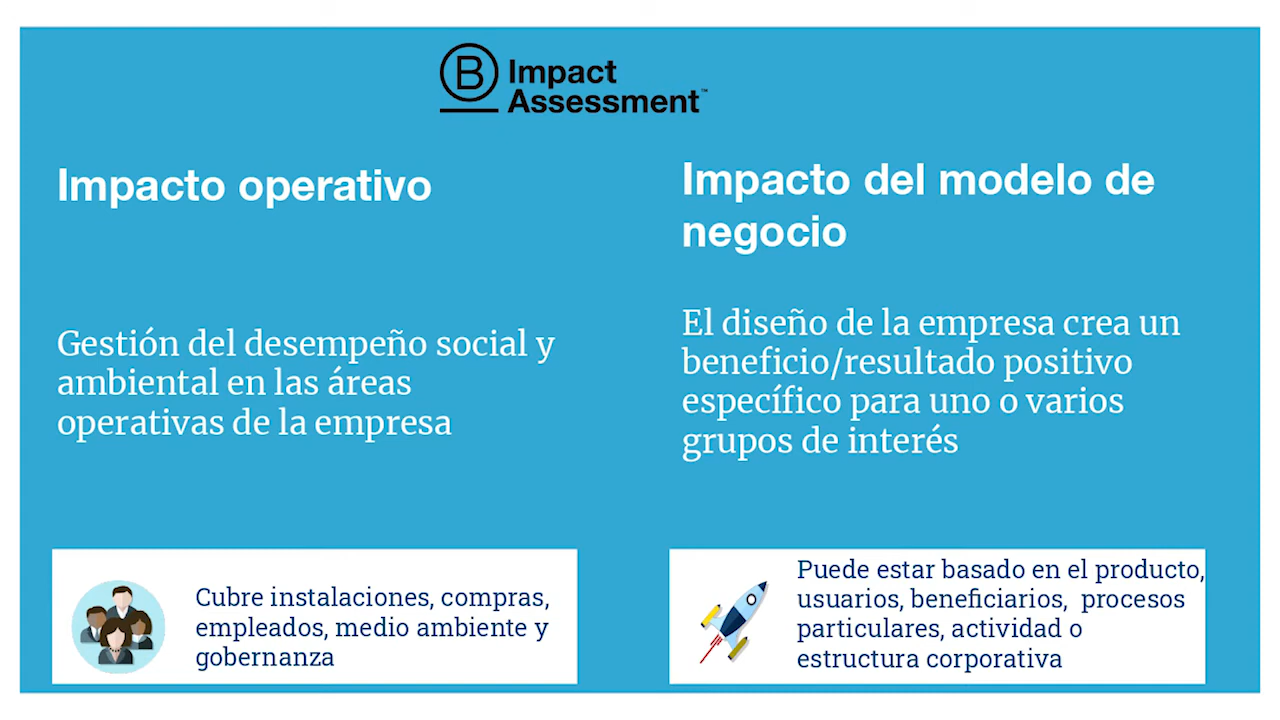 B Impact
Assessment™
Impacto operativo
Gestión del desempeño social y
ambiental en las áreas
operativas de la empresa
Cubre instalaciones, compras,
empleados, medio ambiente y
gobernanza
Impacto del modelo de
negocio
El diseño de la empresa crea un
beneficio/resultado positivo
específico para uno o varios
grupos de interés
Puede estar basado en el producto,
usuarios, beneficiarios,  procesos
particulares, actividad o
estructura corporativa